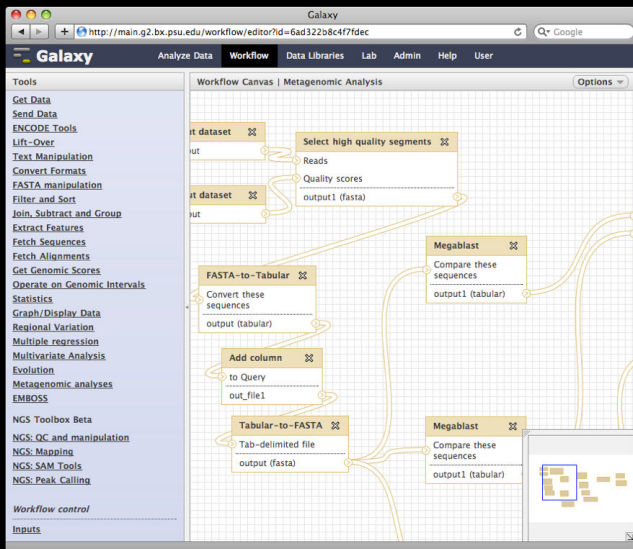 Galaxy
http://main.g2.bx.psu.edu/workflow/editor?id=6ad322b8c4f7fdec
Google
Galaxy
Analyze Data Workflow Data Libraries Lab Admin Help User
Tools
Get Data
Send Data
ENCODE Tools
Lift-Over
Text Manipulation
Convert Formats
FASTA manipulation
Filter and Sort
Join, Subtract and Group
Extract Features
Fetch Sequences
Fetch Alignments
Get Genomic Scores
Operate on Genomic Intervals
Statistics
Graph/Display Data
Regional Variation
Multiple regression
Multivariate Analysis
Evolution
Metagenomic analyses
EMBOSS
NGS Toolbox Beta
NGS: QC and manipulation
NGS: Mapping
NGS: SAM Tools
NGS: Peak Calling
Workflow control
Inputs
Workflow Canvas | Metagenomic Analysis
Options
ut dataset
out
ut dataset
out
Select high quality segments
Reads
Quality scores
output1 (fasta)
FASTA-to-Tabular
Convert these
sequences
output (tabular)
Add column
to Query
out_file1
Tabular-to-FASTA
Tab-delimited file
output (fasta)
Megablast
Compare these
sequences
output1 (tabular)
Megablast
Compare these
sequences
output1 (tabular)